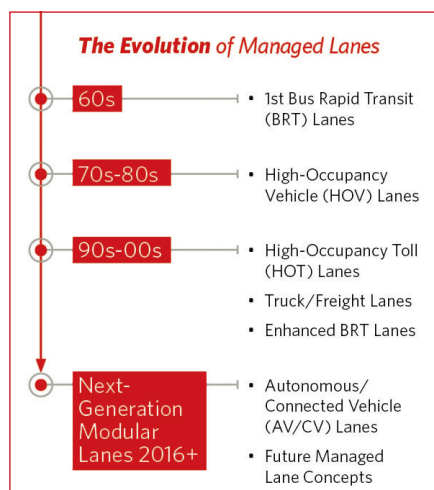 The Evolution of Managed Lanes
60s
• 1st Bus Rapid Transit
(BRT) Lanes
70s-80s
• High-Occupancy
Vehicle (HOV) Lanes
90s-00s
• High-Occupancy Toll
(HOT) Lanes
• Truck/Freight Lanes
• Enhanced BRT Lanes
Next-
Generation
Modular
Lanes 2016+
• Autonomous/
Connected Vehicle
(AV/CV) Lanes
• Future Managed
Lane Concepts